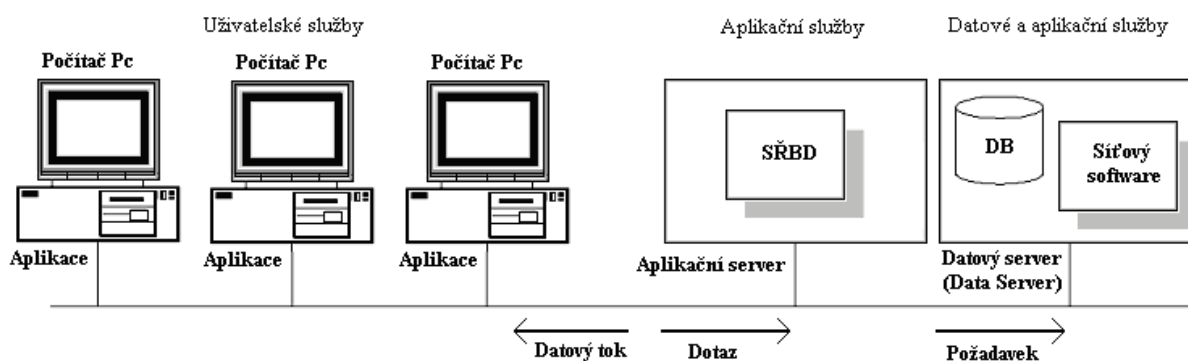 Uživatelské služby
Aplikační služby
Datové a aplikační služby
Počítač Pc
Počítač Pc
Počítač Pc
SŘBD
DB
Síťový
software
Aplikace
Aplikace
Aplikace
Aplikační server
Datový server
(Data Server)
Datový tok
Dotaz
Požadavek